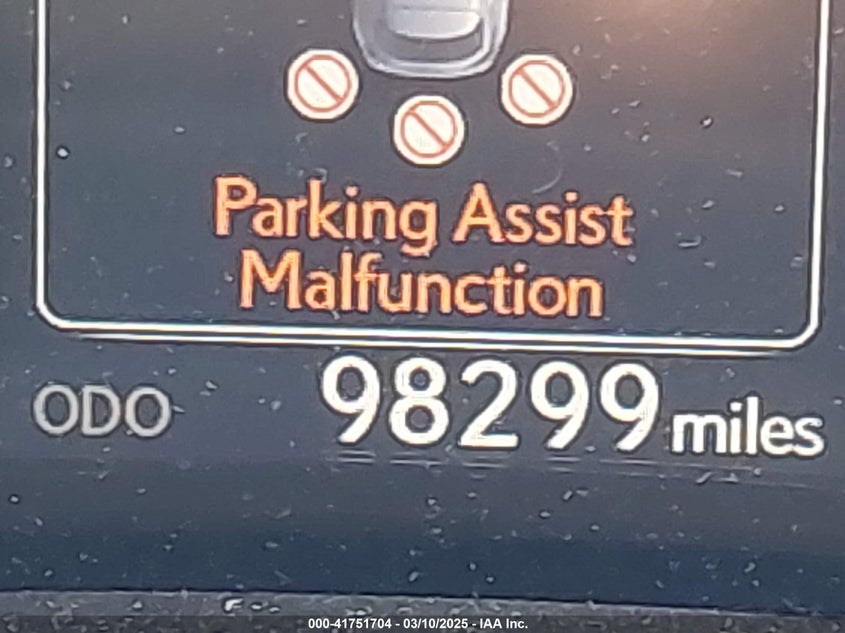 Parking Assist
Malfunction
ODO 98299 miles
000-41751704 - 03/10/2025 - IAA Inc.